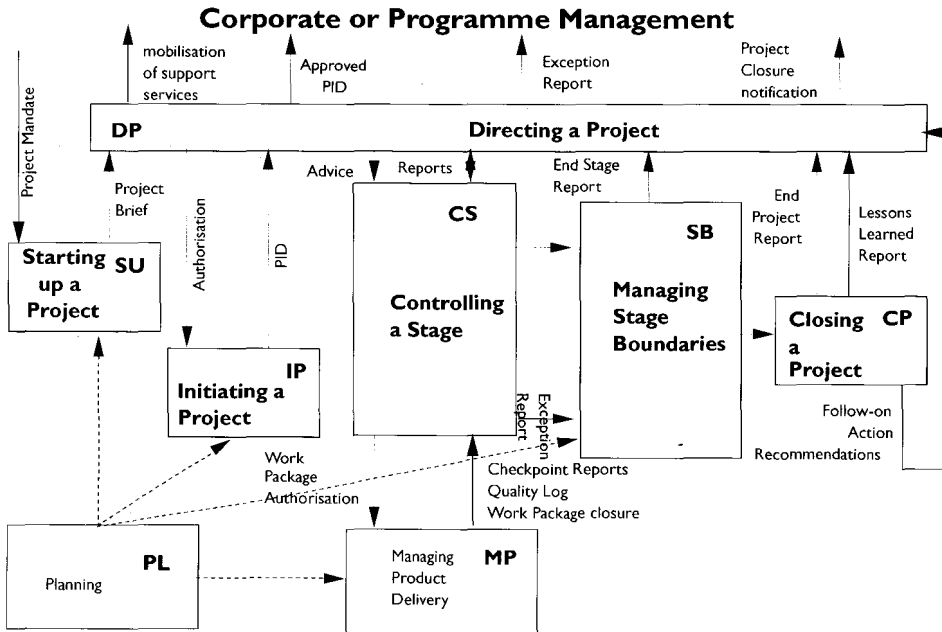 Corporate or Programme Management
mobilisation
of support
services
Approved
PID
Exception
Report
Project
Closure
notification
Project Mandate
DP
Directing a Project
Project
Brief
Authorisation
PID
Advice
Reports
End Stage
Report
End
Project
Report
Lessons
Learned
Report
Starting
up a
Project
SU
CS
Controlling
a Stage
SB
Managing
Stage
Boundaries
Closing
a
Project
CP
IP
Initiating a
Project
Exception
Report
Follow-on
Action
Recommendations
Work
Package
Authorisation
Checkpoint Reports
Quality Log
Work Package closure
PL
Planning
Managing
Product
Delivery
MP